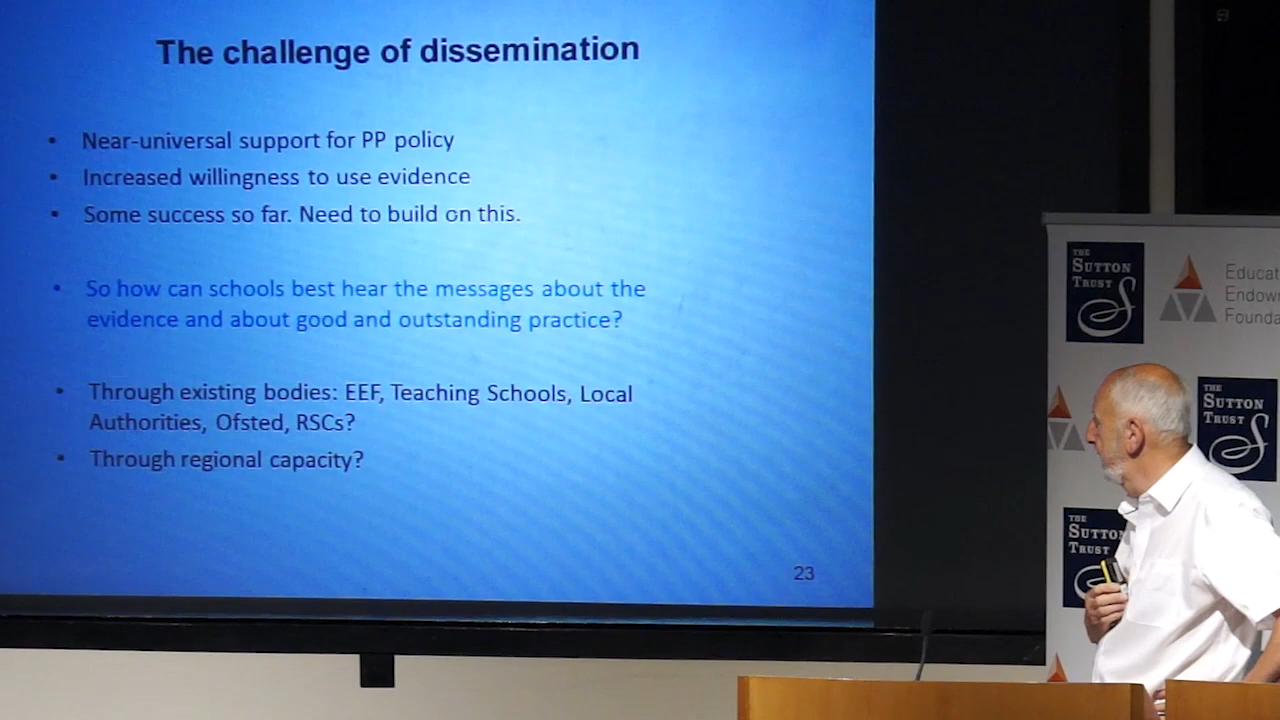 The challenge of dissemination
• Near-universal support for PP policy
• Increased willingness to use evidence
• Some success so far. Need to build on this.
• So how can schools best hear the messages about the
evidence and about good and outstanding practice?
• Through existing bodies: EEF, Teaching Schools, Local
Authorities, Ofsted, RSCs?
• Through regional capacity?
23
THE
SUTTON
TRUST
Educat
Endow
Founda
THE
SUTTON
TRUST
THE
SUTTO
TRUST